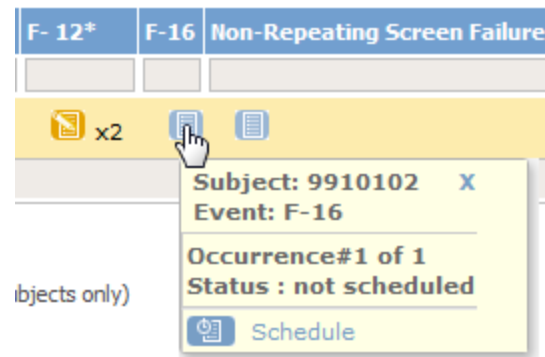 F- 12*
F-16
Non-Repeating Screen Failure
x2
Subject: 9910102 X
Event: F-16
Occurrence#1 of 1
Status : not scheduled
Schedule
bjects only)